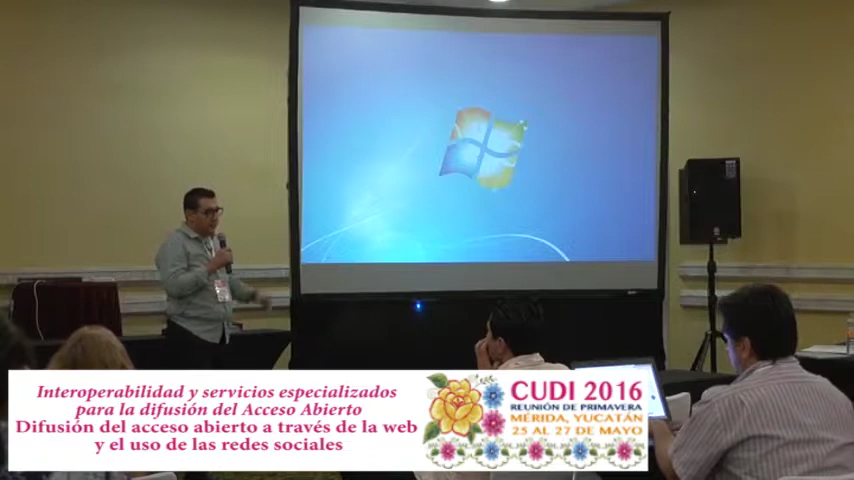 Interoperabilidad y servicios especializados
para la difusión del Acceso Abierto
Difusión del acceso abierto a través de la web
y el uso de las redes sociales
CUDI 2016
REUNIÓN DE PRIMAVERA
MÉRIDA, YUCATÁN
25 AL 27 DE MAYO